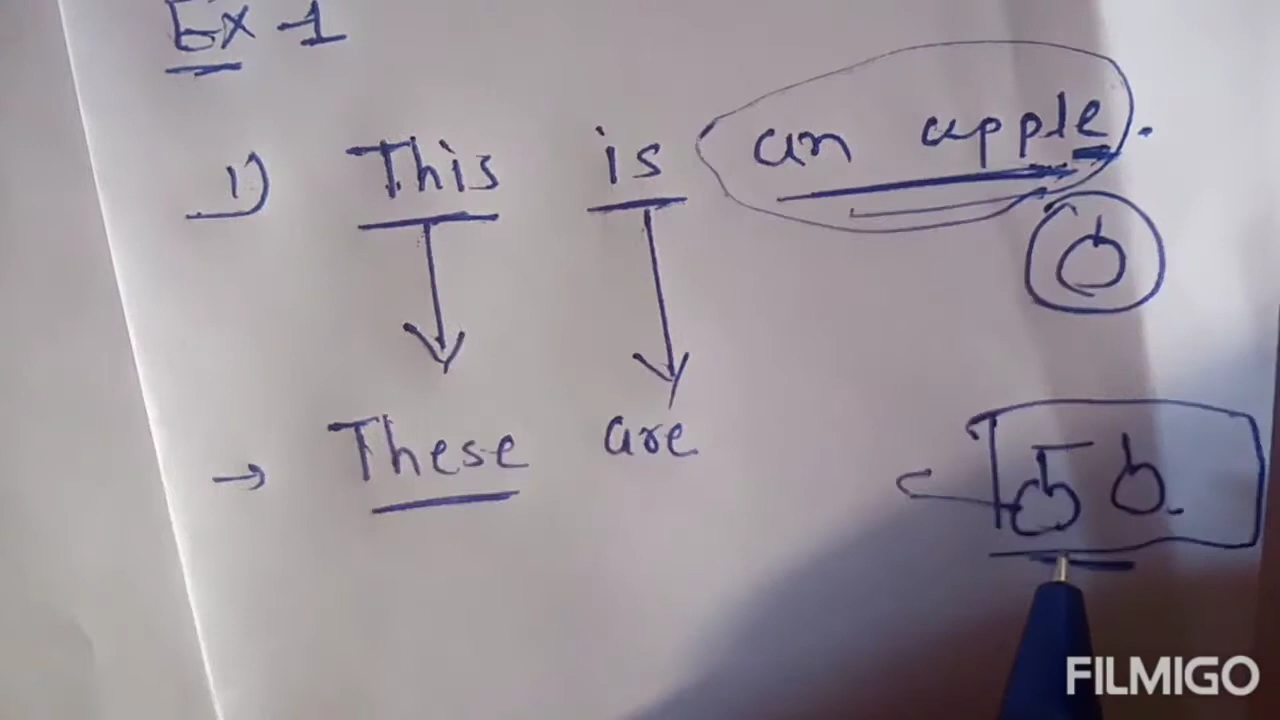 Ex-1
1) This is an apple.
→ These are
FILMIGO